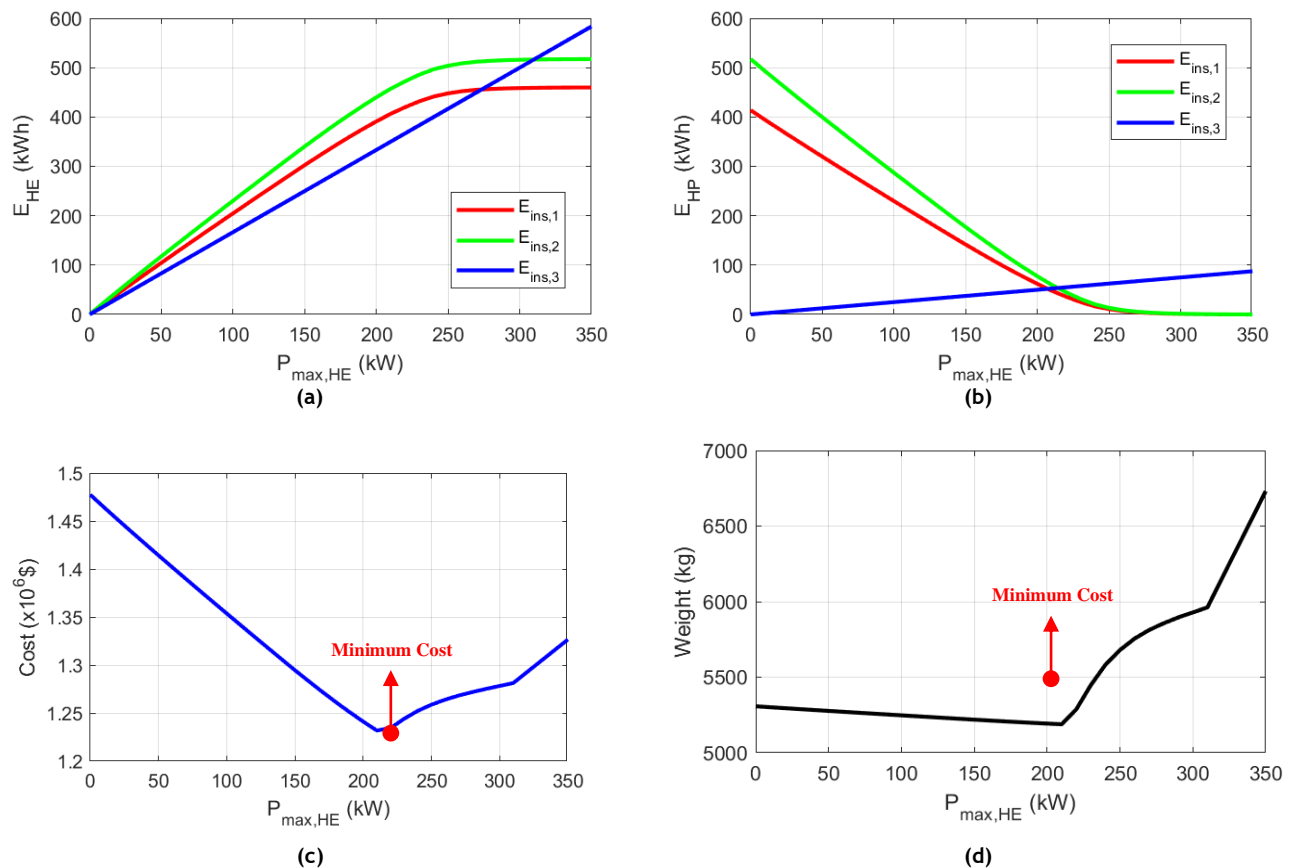 600
500
400
300
200
100
0
E_HE (kWh)
E_ins,1
E_ins,2
E_ins,3
0 50 100 150 200 250 300 350
P_max,HE (kW)
(a)
600
500
400
300
200
100
0
E_HP (kWh)
E_ins,1
E_ins,2
E_ins,3
0 50 100 150 200 250 300 350
P_max,HE (kW)
(b)
1.5
1.45
1.4
1.35
1.3
1.25
1.2
Cost (x10^6$)
Minimum Cost
0 50 100 150 200 250 300 350
P_max,HE (kW)
(c)
7000
6500
6000
5500
5000
Weight (kg)
Minimum Cost
0 50 100 150 200 250 300 350
P_max,HE (kW)
(d)